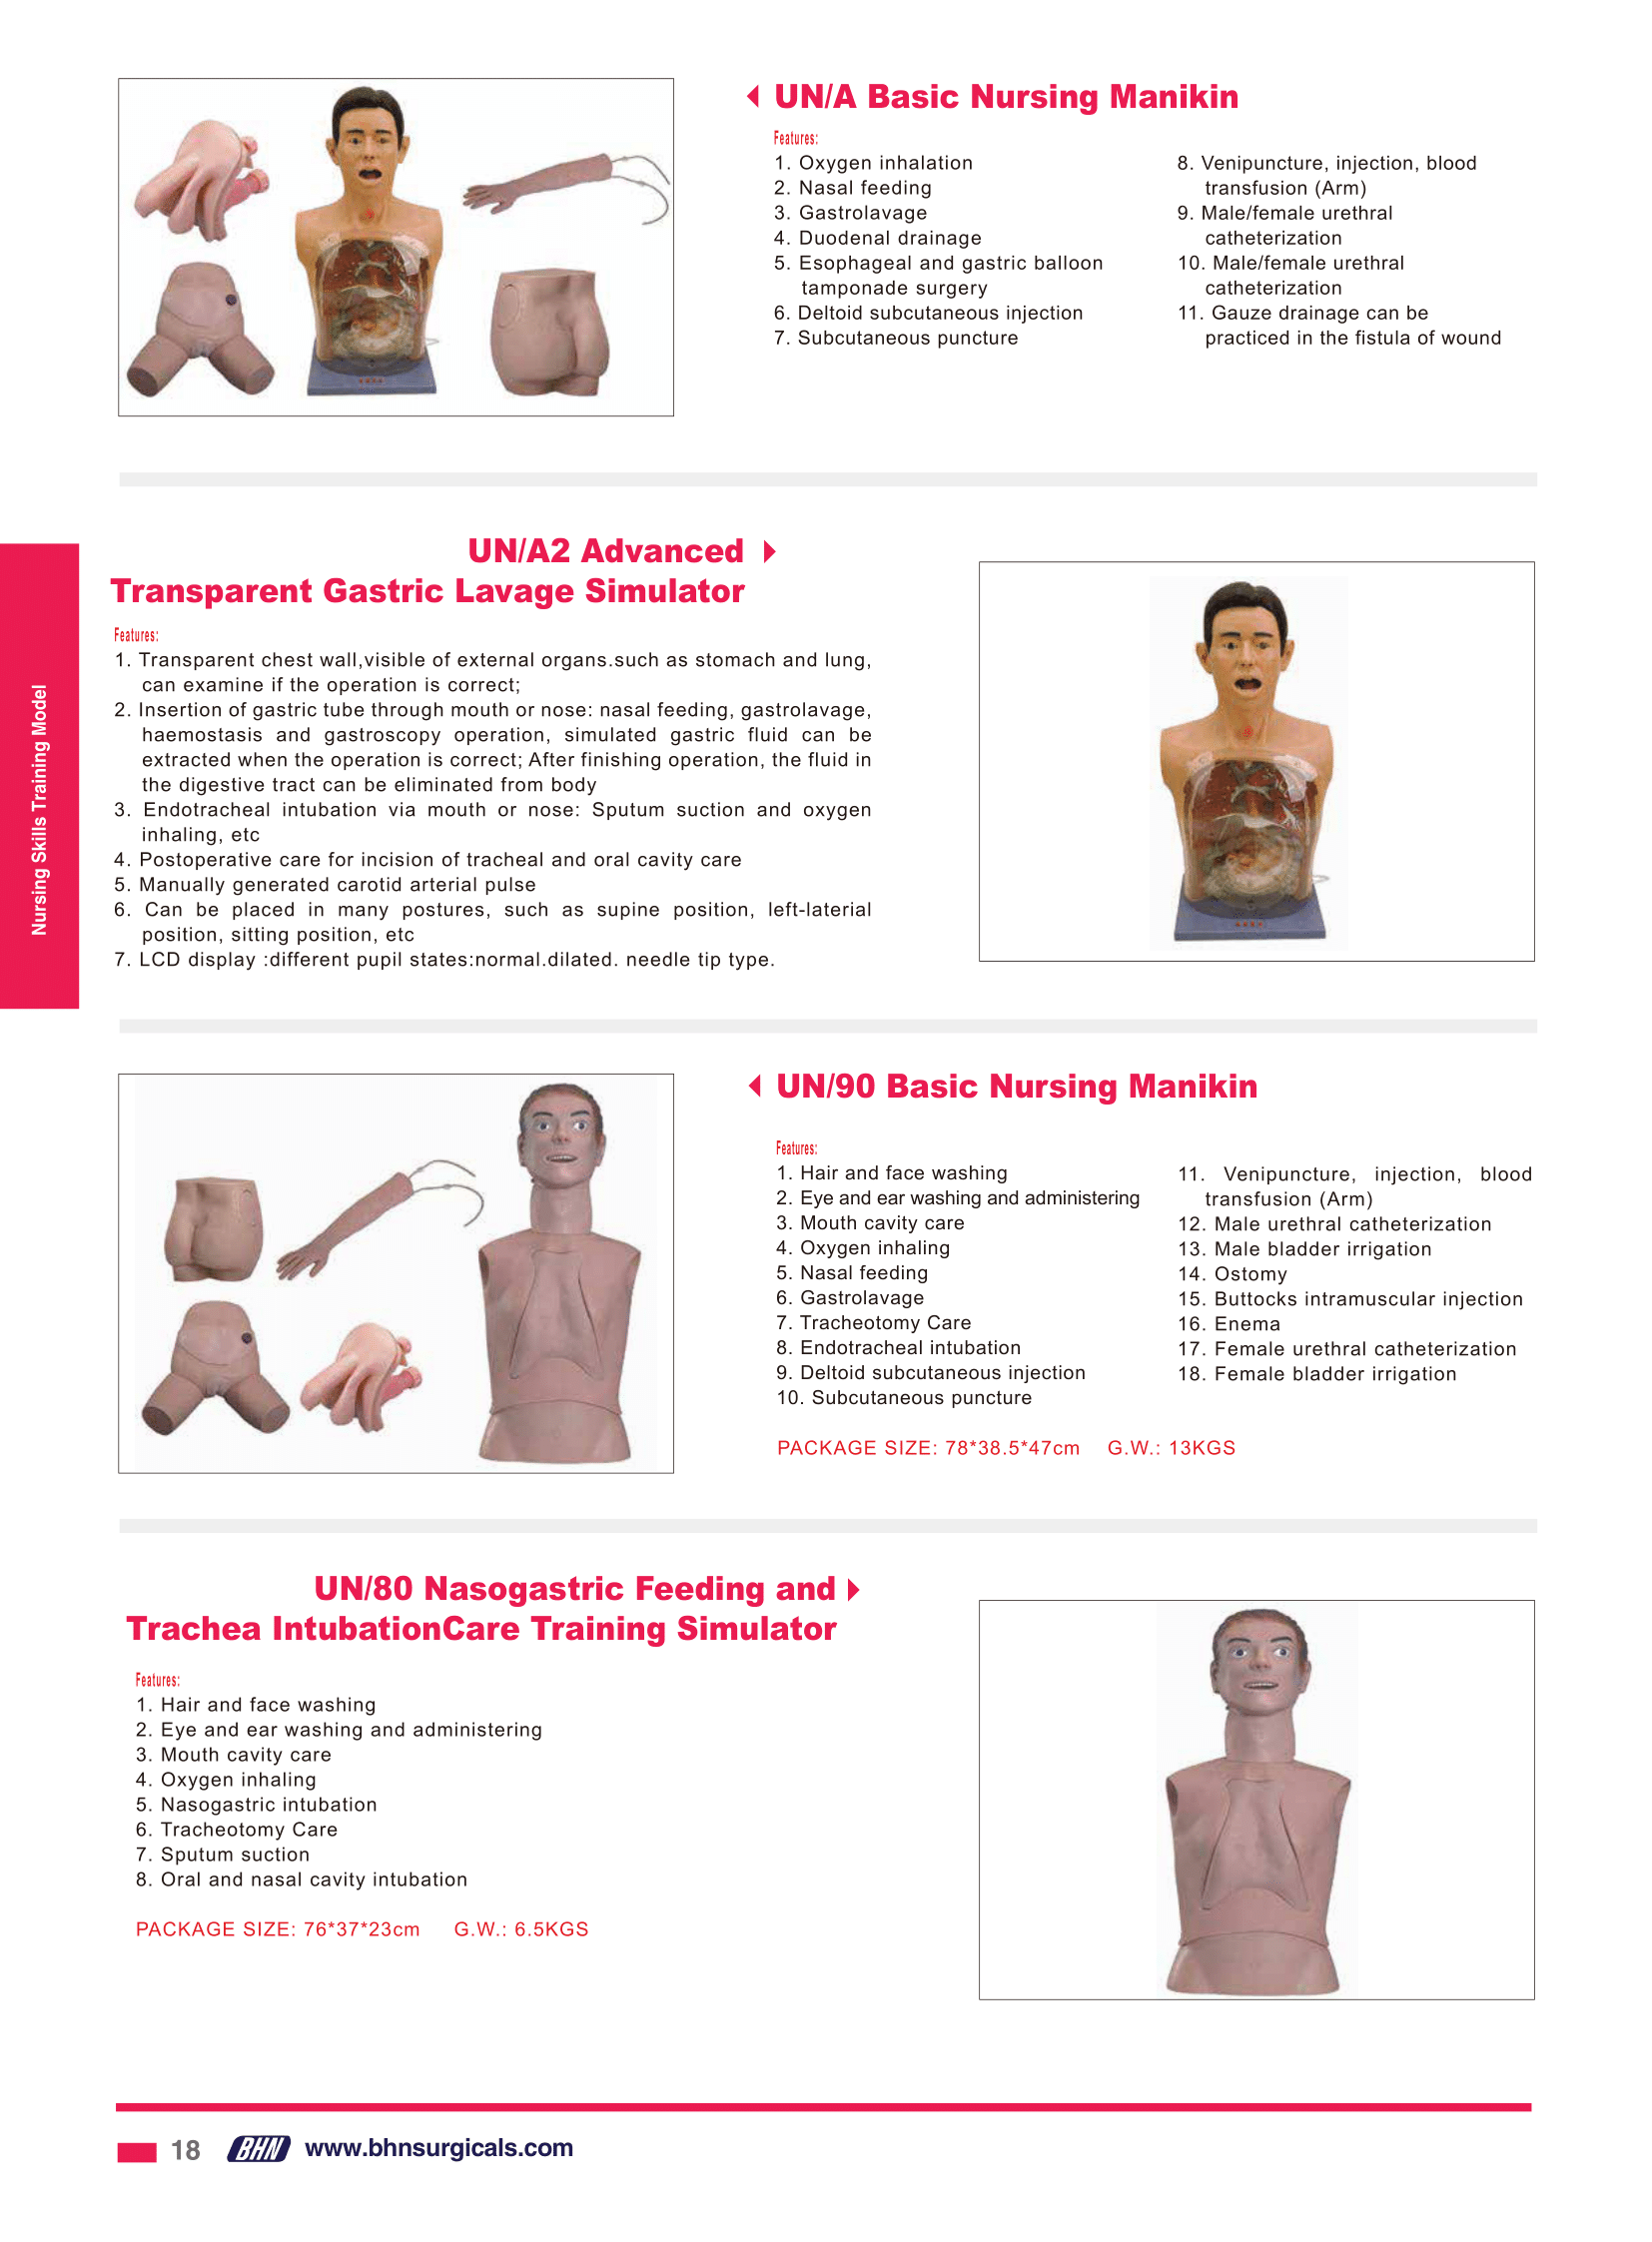 UN/A Basic Nursing Manikin
Features:
1. Oxygen inhalation
2. Nasal feeding
3. Gastrolavage
4. Duodenal drainage
5. Esophageal and gastric balloon
tamponade surgery
6. Deltoid subcutaneous injection
7. Subcutaneous puncture
8. Venipuncture, injection, blood
transfusion (Arm)
9. Male/female urethral
catheterization
10. Male/female urethral
catheterization
11. Gauze drainage can be
practiced in the fistula of wound
UN/A2 Advanced
Transparent Gastric Lavage Simulator
Features:
1. Transparent chest wall,visible of external organs.such as stomach and lung,
can examine if the operation is correct;
2. Insertion of gastric tube through mouth or nose: nasal feeding, gastrolavage,
haemostasis and gastroscopy operation, simulated gastric fluid can be
extracted when the operation is correct; After finishing operation, the fluid in
the digestive tract can be eliminated from body
3. Endotracheal intubation via mouth or nose: Sputum suction and oxygen
inhaling, etc
4. Postoperative care for incision of tracheal and oral cavity care
5. Manually generated carotid arterial pulse
6. Can be placed in many postures, such as supine position, left-laterial
position, sitting position, etc
7. LCD display :different pupil states:normal.dilated. needle tip type.
Nursing Skills Training Model
UN/90 Basic Nursing Manikin
Features:
1. Hair and face washing
2. Eye and ear washing and administering
3. Mouth cavity care
4. Oxygen inhaling
5. Nasal feeding
6. Gastrolavage
7. Tracheotomy Care
8. Endotracheal intubation
9. Deltoid subcutaneous injection
10. Subcutaneous puncture
11. Venipuncture, injection, blood
transfusion (Arm)
12. Male urethral catheterization
13. Male bladder irrigation
14. Ostomy
15. Buttocks intramuscular injection
16. Enema
17. Female urethral catheterization
18. Female bladder irrigation
PACKAGE SIZE: 78*38.5*47cm G.W.: 13KGS
UN/80 Nasogastric Feeding and
Trachea IntubationCare Training Simulator
Features:
1. Hair and face washing
2. Eye and ear washing and administering
3. Mouth cavity care
4. Oxygen inhaling
5. Nasogastric intubation
6. Tracheotomy Care
7. Sputum suction
8. Oral and nasal cavity intubation
PACKAGE SIZE: 76*37*23cm G.W.: 6.5KGS
18 BHN www.bhnsurgicals.com